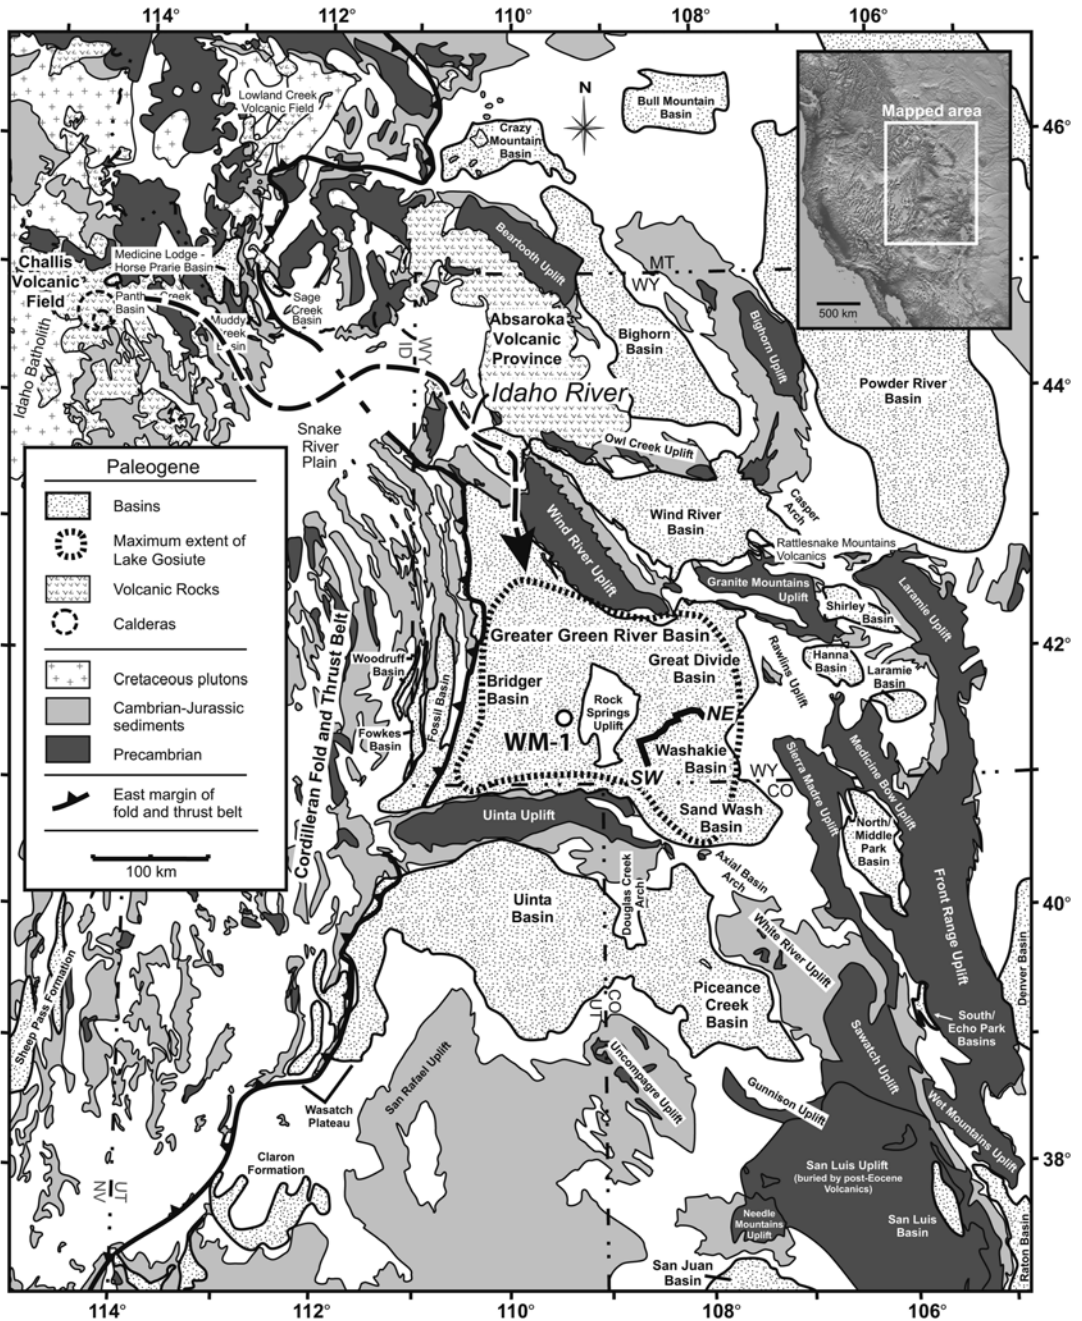 114°
112°
110°
108°
106°
Lowland Creek
Volcanic Field
Bull Mountain
Basin
N
Crazy
Mountain
Basin
Mapped area
500 km
46°
Beartooth Uplift
MT
WY
Challis
Volcanic
Field
Medicine Lodge -
Horse Prarie Basin
Basin
Sage
Creek
Basin
Muddy
WY
ID
Idaho Batholith
Absaroka
Volcanic
Province
Bighorn
Basin
Bighorn Uplift
Powder River
Basin
44°
Idaho River
Snake
River
Plain
Owl Creek Uplift
Casper
Arch
Wind River
Basin
Wind River Uplift
Rattlesnake Mountains
Volcanics
Granite Mountains
Uplift
Shirley
Basin
Laramie Uplift
42°
Paleogene
Basins
Maximum extent of
Lake Gosiute
Volcanic Rocks
Calderas
Cretaceous plutons
Cambrian-Jurassic
sediments
Precambrian
East margin of
fold and thrust belt
100 km
Cordilleran Fold and Thrust Belt
Woodruff
Basin
Fossil Basin
Fowkes
Basin
Greater Green River Basin
Great Divide
Basin
Bridger
Basin
Rock
Springs
Uplift
WM-1
NE
SW
Washakie
Basin
Sand Wash
Basin
Rawlins Uplift
Hanna
Basin
Laramie
Basin
WY
CO
Sierra Madre Uplift
Medicine Bow Uplift
North/
Middle
Park
Basin
Uinta Uplift
Douglas Creek
Arch
Axial Basin
Arch
40°
Uinta
Basin
White River Uplift
Front Range Uplift
Denver Basin
Piceance
Creek
Basin
CO
UT
South/
Echo Park
Basins
Sheep Pass Formation
San Rafael Uplift
Uncompagre Uplift
Sawatch Uplift
Gunnison Uplift
Wet Mountains Uplift
Wasatch
Plateau
Claron
Formation
38°
San Luis Uplift
(buried by post-Eocene
Volcanics)
UT
NV
Needle
Mountains
Uplift
San Luis
Basin
Raton Basin
San Juan
Basin
114°
112°
110°
108°
106°